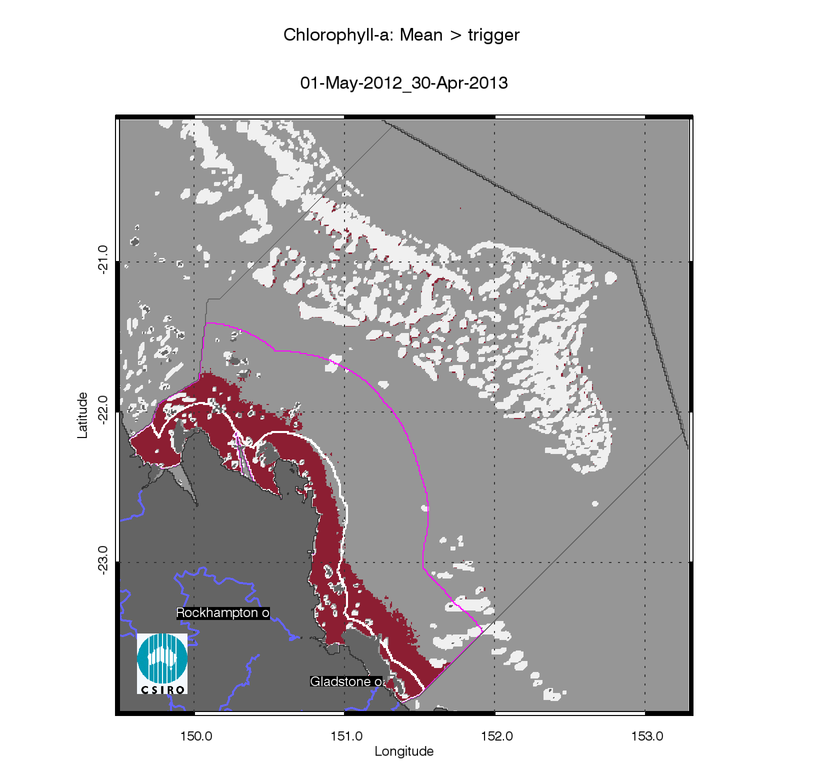 Chlorophyll-a: Mean > trigger
01-May-2012_30-Apr-2013
21.0
-22.0
-23.0
Latitude
Rockhampton o
Gladstone o
CSIRO
150.0 151.0 152.0 153.0
Longitude